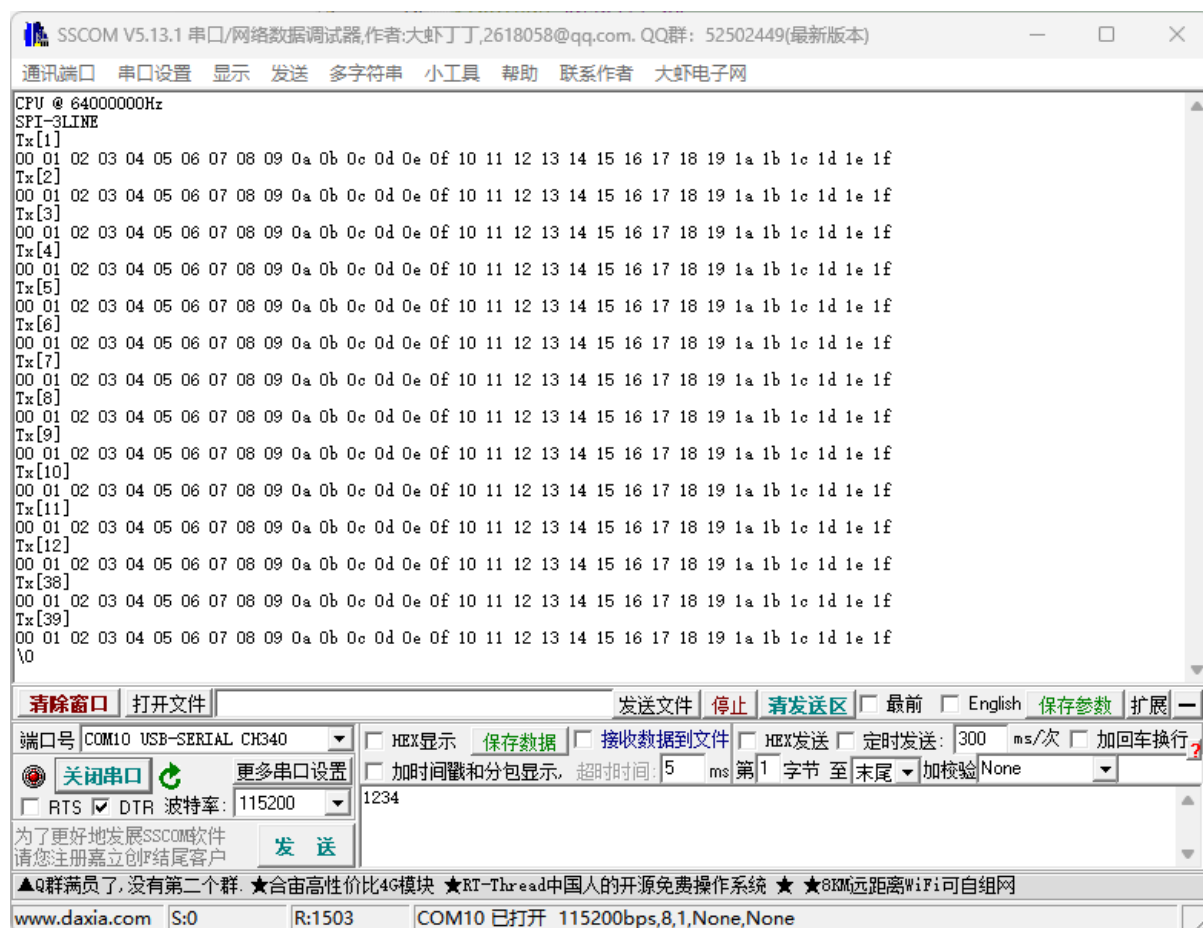 SSCOM V5.13.1 串口/网络数据调试器,作者:大虾丁丁,2618058@qq.com. QQ群: 52502449(最新版本)
通讯端口 串口设置 显示 发送 多字符串 小工具 帮助 联系作者 大虾电子网
CPU @ 64000000Hz
SPI-3LINE
Tx[1]
00 01 02 03 04 05 06 07 08 09 0a 0b 0c 0d 0e 0f 10 11 12 13 14 15 16 17 18 19 1a 1b 1c 1d 1e 1f
Tx[2]
00 01 02 03 04 05 06 07 08 09 0a 0b 0c 0d 0e 0f 10 11 12 13 14 15 16 17 18 19 1a 1b 1c 1d 1e 1f
Tx[3]
00 01 02 03 04 05 06 07 08 09 0a 0b 0c 0d 0e 0f 10 11 12 13 14 15 16 17 18 19 1a 1b 1c 1d 1e 1f
Tx[4]
00 01 02 03 04 05 06 07 08 09 0a 0b 0c 0d 0e 0f 10 11 12 13 14 15 16 17 18 19 1a 1b 1c 1d 1e 1f
Tx[5]
00 01 02 03 04 05 06 07 08 09 0a 0b 0c 0d 0e 0f 10 11 12 13 14 15 16 17 18 19 1a 1b 1c 1d 1e 1f
Tx[6]
00 01 02 03 04 05 06 07 08 09 0a 0b 0c 0d 0e 0f 10 11 12 13 14 15 16 17 18 19 1a 1b 1c 1d 1e 1f
Tx[7]
00 01 02 03 04 05 06 07 08 09 0a 0b 0c 0d 0e 0f 10 11 12 13 14 15 16 17 18 19 1a 1b 1c 1d 1e 1f
Tx[8]
00 01 02 03 04 05 06 07 08 09 0a 0b 0c 0d 0e 0f 10 11 12 13 14 15 16 17 18 19 1a 1b 1c 1d 1e 1f
Tx[9]
00 01 02 03 04 05 06 07 08 09 0a 0b 0c 0d 0e 0f 10 11 12 13 14 15 16 17 18 19 1a 1b 1c 1d 1e 1f
Tx[10]
00 01 02 03 04 05 06 07 08 09 0a 0b 0c 0d 0e 0f 10 11 12 13 14 15 16 17 18 19 1a 1b 1c 1d 1e 1f
Tx[11]
00 01 02 03 04 05 06 07 08 09 0a 0b 0c 0d 0e 0f 10 11 12 13 14 15 16 17 18 19 1a 1b 1c 1d 1e 1f
Tx[12]
00 01 02 03 04 05 06 07 08 09 0a 0b 0c 0d 0e 0f 10 11 12 13 14 15 16 17 18 19 1a 1b 1c 1d 1e 1f
Tx[38]
00 01 02 03 04 05 06 07 08 09 0a 0b 0c 0d 0e 0f 10 11 12 13 14 15 16 17 18 19 1a 1b 1c 1d 1e 1f
Tx[39]
00 01 02 03 04 05 06 07 08 09 0a 0b 0c 0d 0e 0f 10 11 12 13 14 15 16 17 18 19 1a 1b 1c 1d 1e 1f
\0
清除窗口 打开文件 发送文件 停止 清发送区 最前 English 保存参数 扩展 —
端口号 COM10 USB-SERIAL CH340 HEX显示 保存数据 接收数据到文件 HEX发送 定时发送: 300 ms/次 加回车换行 ?
关闭串口 更多串口设置 加时间戳和分包显示, 超时时间: 5 ms 第1 字节 至 末尾 加校验 None
RTS DTR 波特率: 115200
1234
为了更好地发展SSCOM软件
请您注册嘉立创F结尾客户
发 送
▲Q群满员了,没有第二个群. ★合宙高性价比4G模块 ★RT-Thread中国人的开源免费操作系统 ★ ★8KM远距离WiFi可自组网
www.daxia.com S:0 R:1503 COM10 已打开 115200bps,8,1,None,None